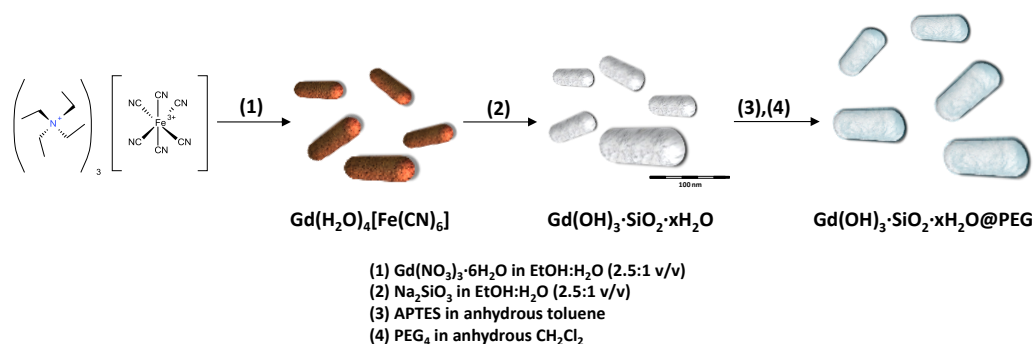 (1)
(2)
(3),(4)
N⁺
3
NC
CN
CN
Fe
3+
NC
CN
CN
100 nm
Gd(H₂O)₄[Fe(CN)₆]
Gd(OH)₃·SiO₂·xH₂O
Gd(OH)₃·SiO₂·xH₂O@PEG
(1) Gd(NO₃)₃·6H₂O in EtOH:H₂O (2.5:1 v/v)
(2) Na₂SiO₃ in EtOH:H₂O (2.5:1 v/v)
(3) APTES in anhydrous toluene
(4) PEG₄ in anhydrous CH₂Cl₂